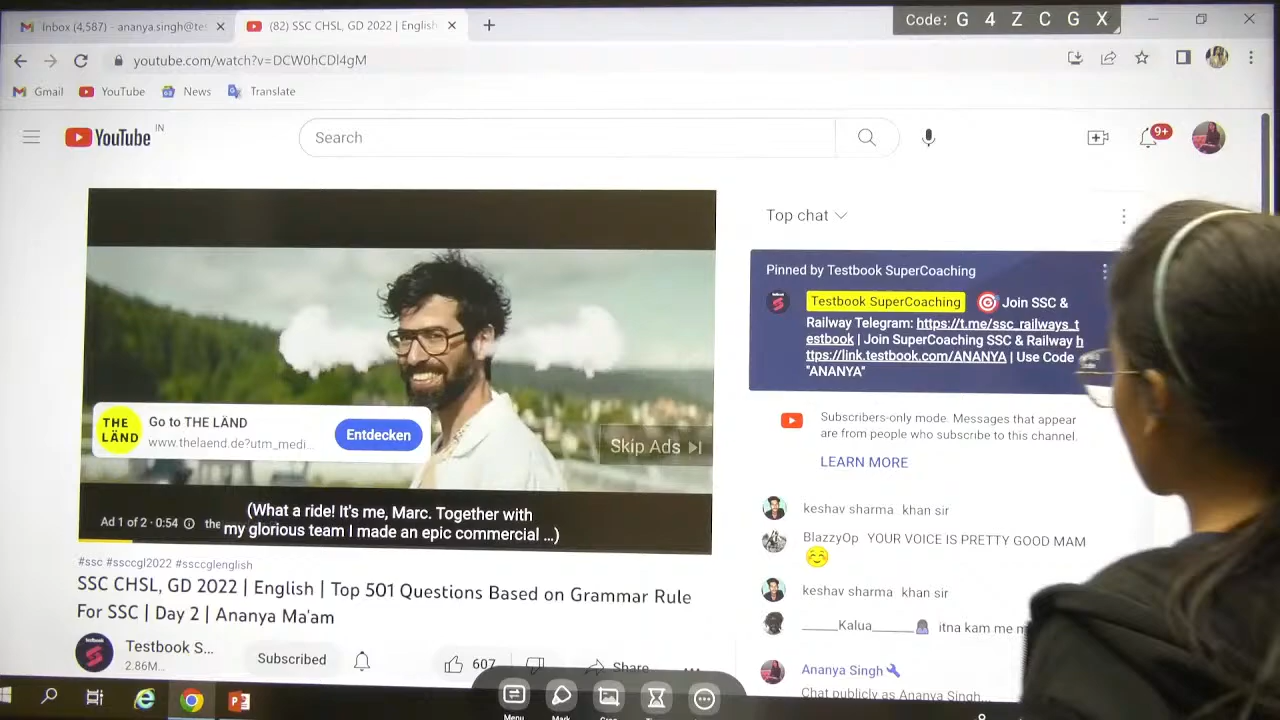 Inbox (4,587) - ananya.singh@tes
(82) SSC CHSL, GD 2022 | English
Code: G 4 Z C G X
youtube.com/watch?v=DCW0hCDl4gM
Gmail YouTube News Translate
YouTube IN
Search
9+
Top chat
Pinned by Testbook SuperCoaching
Testbook SuperCoaching 🎯 Join SSC &
Railway Telegram: https://t.me/ssc_railways_t
estbook | Join SuperCoaching SSC & Railway h
ttps://link.testbook.com/ANANYA | Use Code
"ANANYA"
Subscribers-only mode. Messages that appear
are from people who subscribe to this channel.
LEARN MORE
keshav sharma khan sir
BlazzyOp YOUR VOICE IS PRETTY GOOD MAM
😊
keshav sharma khan sir
_____Kalua_______ itna kam me m
Ananya Singh
Chat publicly as Ananya Singh...
THE
LÄND
Go to THE LÄND
www.thelaend.de?utm_medi...
Entdecken
Skip Ads
(What a ride! It's me, Marc. Together with
my glorious team I made an epic commercial ...)
Ad 1 of 2 · 0:54 the
#ssc #ssccgl2022 #ssccglenglish
SSC CHSL, GD 2022 | English | Top 501 Questions Based on Grammar Rule
For SSC | Day 2 | Ananya Ma'am
Testbook S...
2.86M...
Subscribed
607
Share
Menu Mark